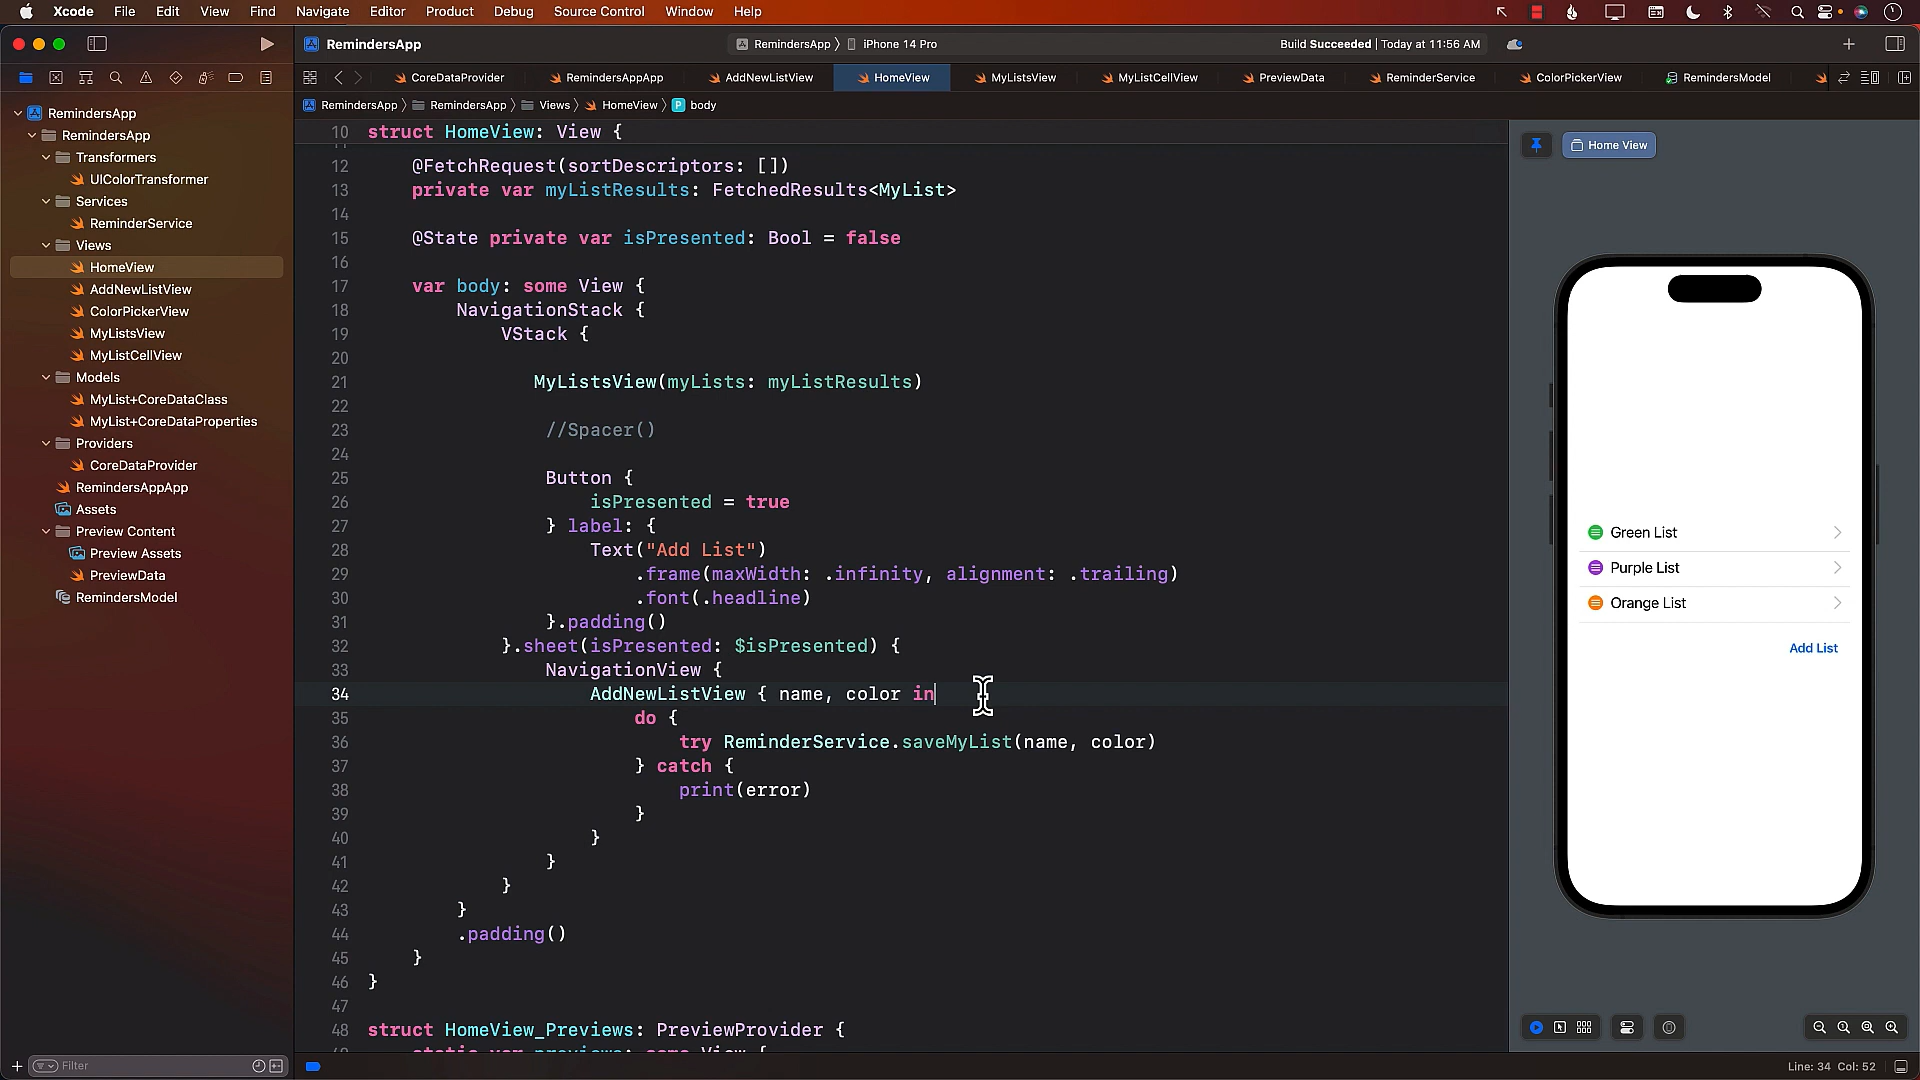 Xcode File Edit View Find Navigate Editor Product Debug Source Control Window Help
RemindersApp
RemindersApp iPhone 14 Pro
Build Succeeded | Today at 11:56 AM
CoreDataProvider RemindersAppApp AddNewListView HomeView MyListsView MyListCellView PreviewData ReminderService ColorPickerView RemindersModel
RemindersApp RemindersApp Views HomeView body
RemindersApp
RemindersApp
Transformers
UIColorTransformer
Services
ReminderService
Views
HomeView
AddNewListView
ColorPickerView
MyListsView
MyListCellView
Models
MyList+CoreDataClass
MyList+CoreDataProperties
Providers
CoreDataProvider
RemindersAppApp
Assets
Preview Content
Preview Assets
PreviewData
RemindersModel
Filter
10 struct HomeView: View {
12 @FetchRequest(sortDescriptors: [])
13 private var myListResults: FetchedResults<MyList>
14
15 @State private var isPresented: Bool = false
16
17 var body: some View {
18 NavigationStack {
19 VStack {
20
21 MyListsView(myLists: myListResults)
22
23 //Spacer()
24
25 Button {
26 isPresented = true
27 } label: {
28 Text("Add List")
29 .frame(maxWidth: .infinity, alignment: .trailing)
30 .font(.headline)
31 }.padding()
32 }.sheet(isPresented: $isPresented) {
33 NavigationView {
34 AddNewListView { name, color in
35 do {
36 try ReminderService.saveMyList(name, color)
37 } catch {
38 print(error)
39 }
40 }
41 }
42 }
43 }
44 .padding()
45 }
46 }
47
48 struct HomeView_Previews: PreviewProvider {
static var previews: some View {
Home View
Green List
Purple List
Orange List
Add List
Line: 34 Col: 52